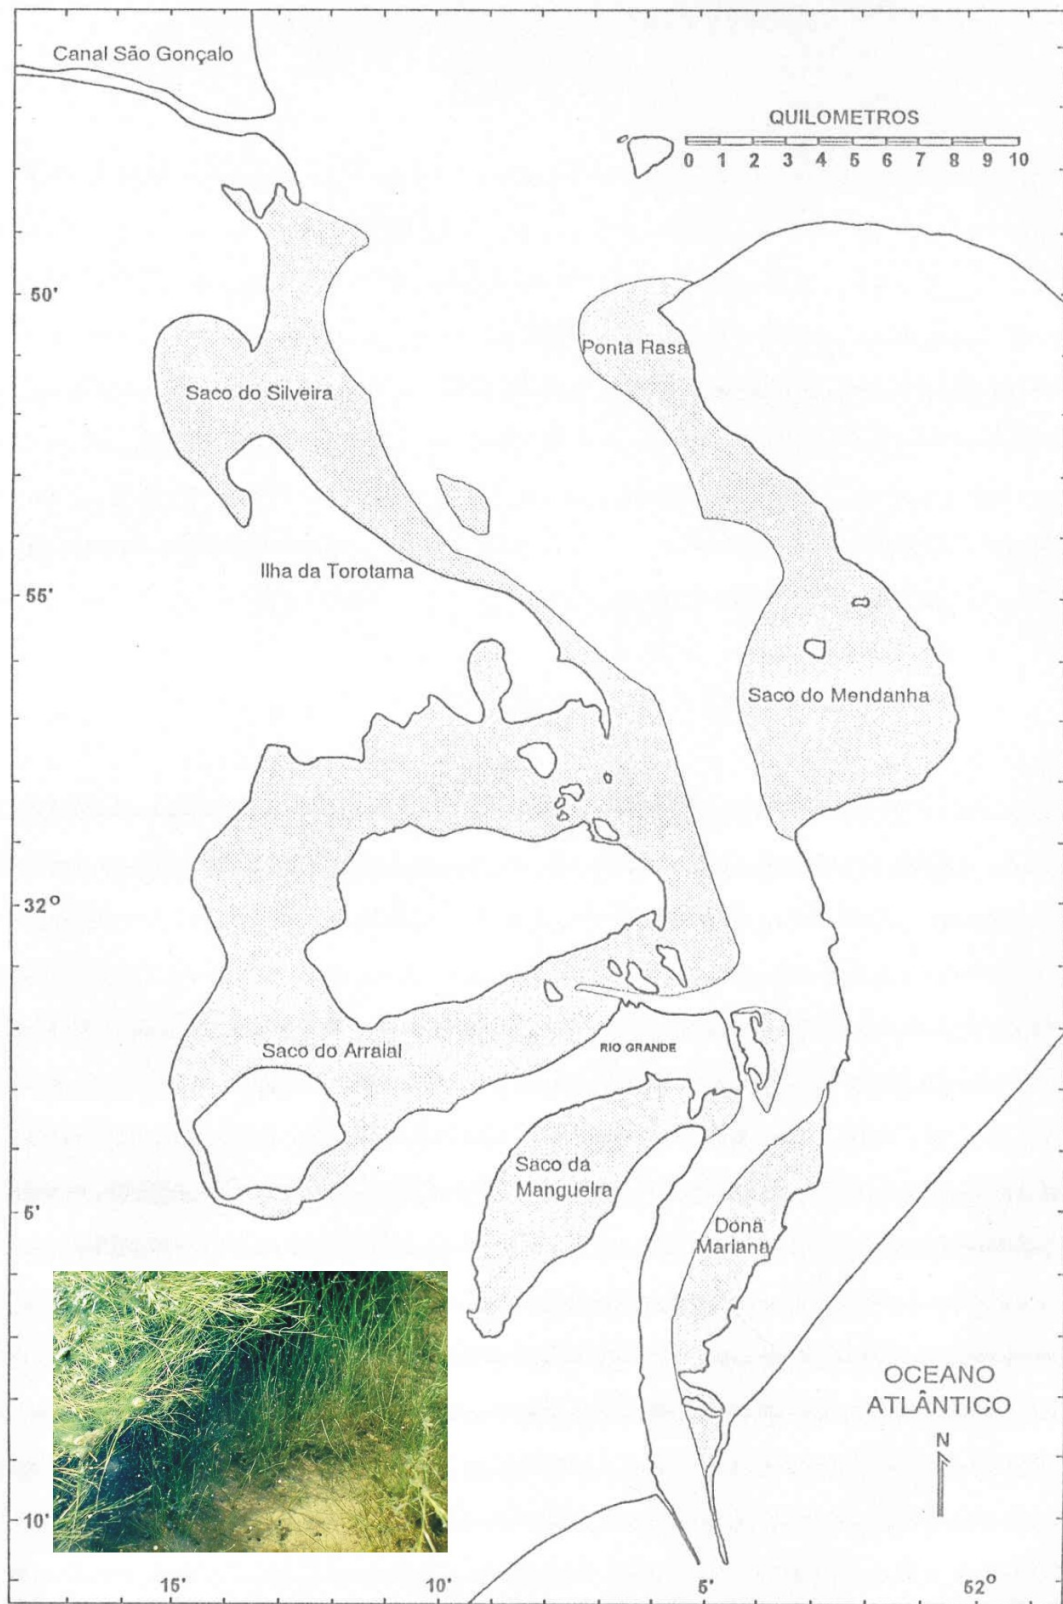 Canal São Gonçalo
QUILOMETROS
0 1 2 3 4 5 6 7 8 9 10
50'
Ponta Rasa
Saco do Silveira
Ilha da Torotama
55'
Saco do Mendanha
32°
Saco do Arraial
RIO GRANDE
Saco da
Mangueira
5'
Dona
Mariana
OCEANO
ATLÂNTICO
N
10'
15' 10' 5' 52°